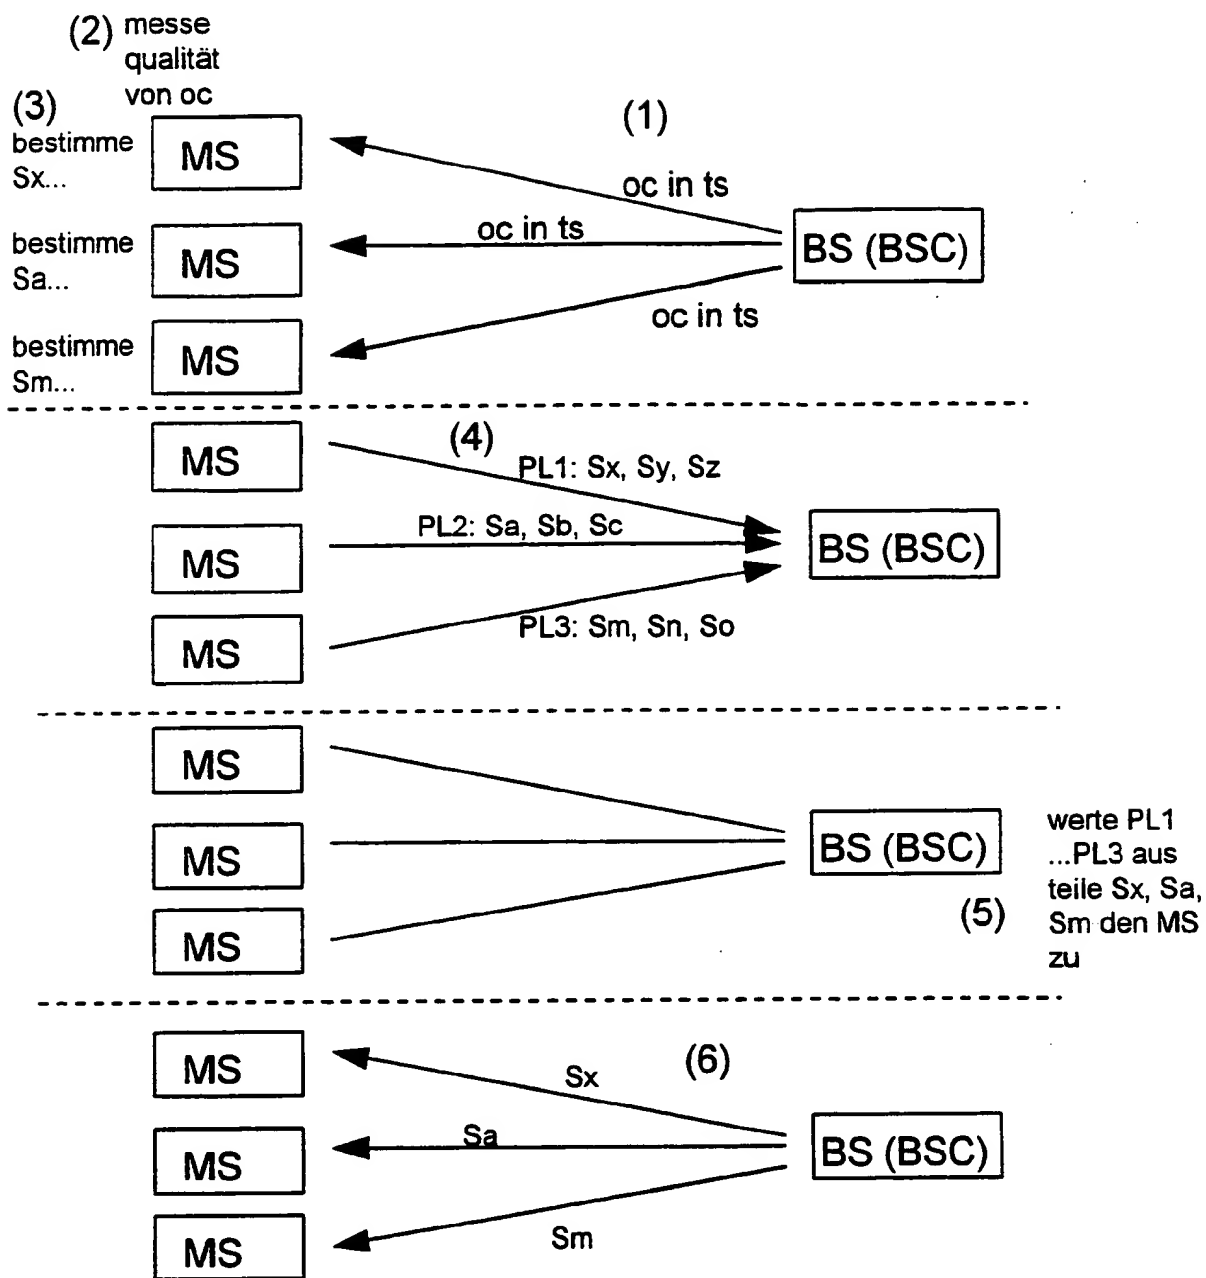 (2) messe
qualität
von oc
(3)
(1)
bestimme
Sx...
MS
oc in ts
bestimme
Sa...
MS
oc in ts
BS (BSC)
bestimme
Sm...
MS
oc in ts
MS
(4)
PL1: Sx, Sy, Sz
MS
PL2: Sa, Sb, Sc
BS (BSC)
MS
PL3: Sm, Sn, So
MS
MS
BS (BSC)
MS
(5)
werte PL1
...PL3 aus
teile Sx, Sa,
Sm den MS
zu
MS
Sx
(6)
MS
Sa
BS (BSC)
MS
Sm